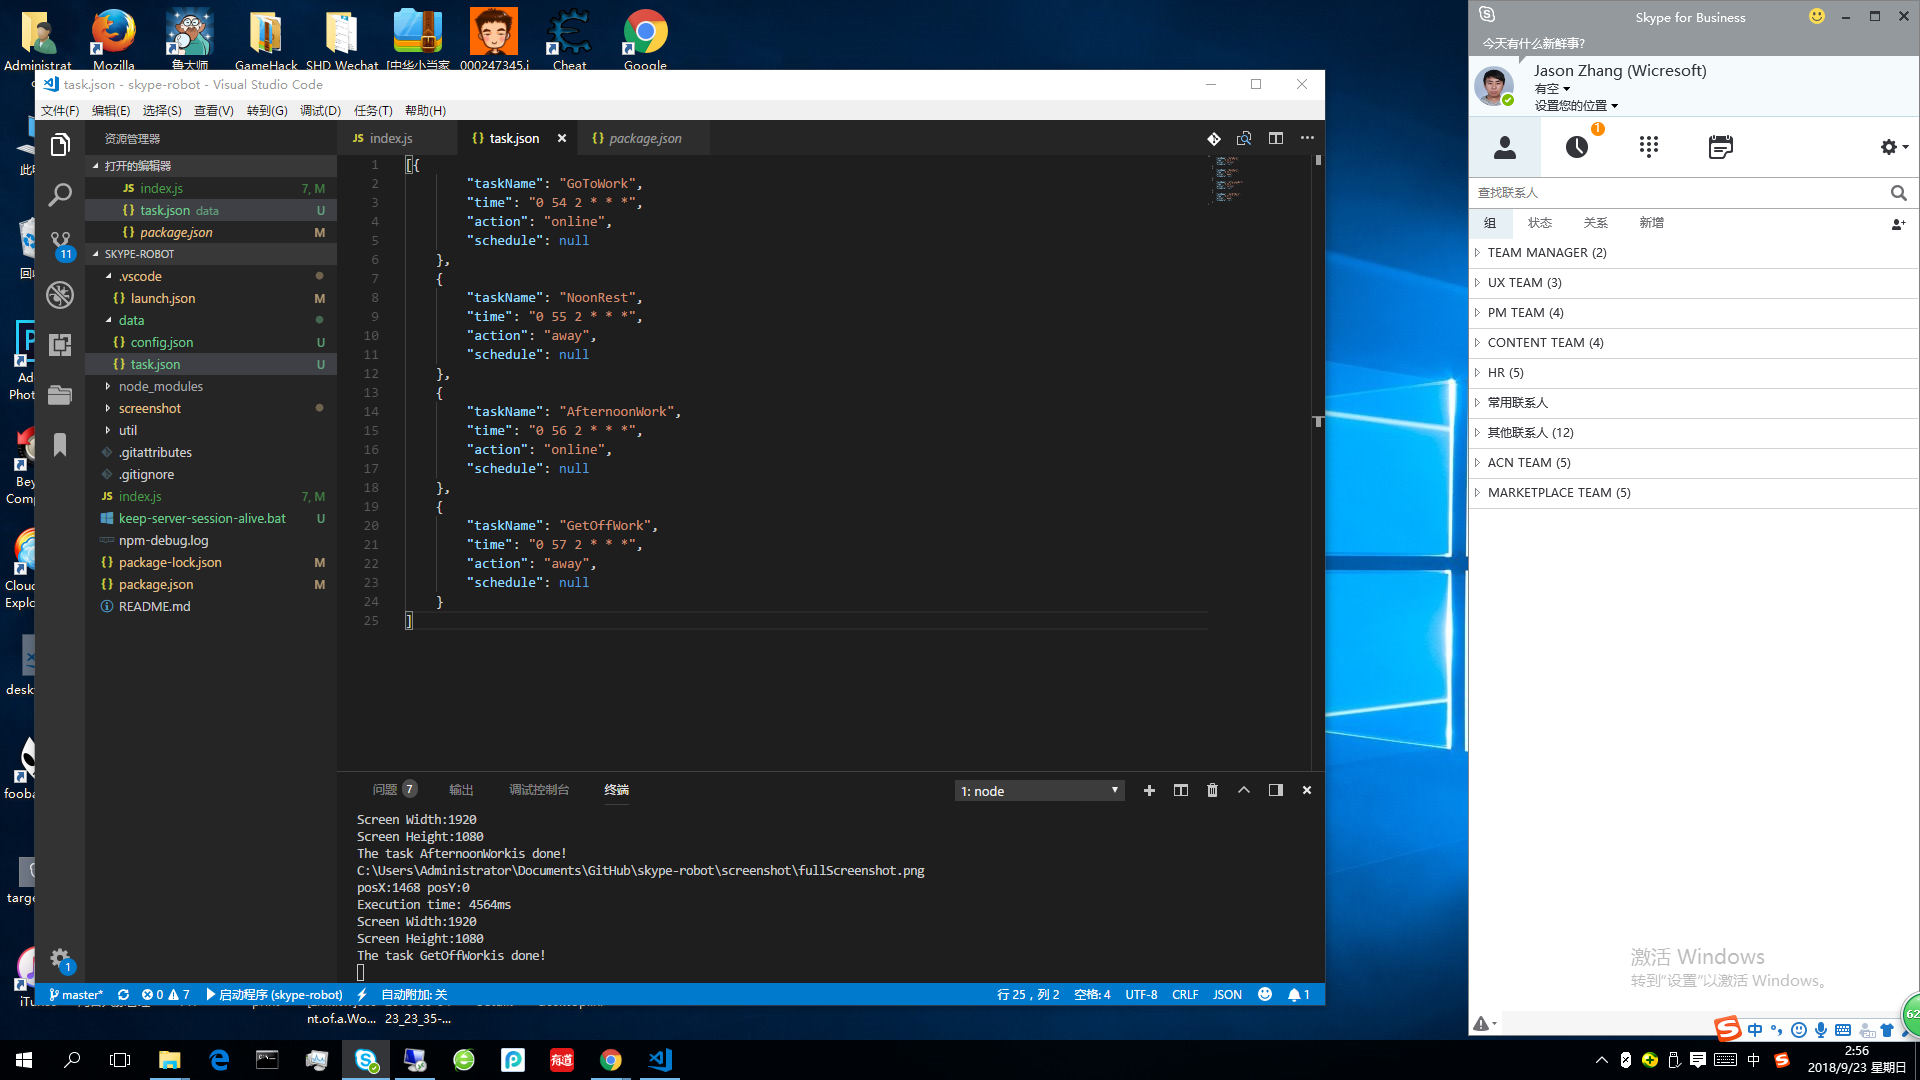 Administrat
Mozilla
鲁大师
GameHack
SHD Wechat
[中华小当家
000247345.j
Cheat
Google
task.json - skype-robot - Visual Studio Code
文件(F) 编辑(E) 选择(S) 查看(V) 转到(G) 调试(D) 任务(T) 帮助(H)
资源管理器
打开的编辑器
JS index.js 7, M
{} task.json data U
{} package.json M
SKYPE-ROBOT
.vscode
{} launch.json M
data
{} config.json U
{} task.json U
node_modules
screenshot
util
.gitattributes
.gitignore
JS index.js 7, M
keep-server-session-alive.bat U
npm-debug.log
{} package-lock.json M
{} package.json M
README.md
11
1
JS index.js
{} task.json
{} package.json
1 [{
2 "taskName": "GoToWork",
3 "time": "0 54 2 * * *",
4 "action": "online",
5 "schedule": null
6 },
7 {
8 "taskName": "NoonRest",
9 "time": "0 55 2 * * *",
10 "action": "away",
11 "schedule": null
12 },
13 {
14 "taskName": "AfternoonWork",
15 "time": "0 56 2 * * *",
16 "action": "online",
17 "schedule": null
18 },
19 {
20 "taskName": "GetOffWork",
21 "time": "0 57 2 * * *",
22 "action": "away",
23 "schedule": null
24 }
25 ]
问题 7 输出 调试控制台 终端
1: node
Screen Width:1920
Screen Height:1080
The task AfternoonWorkis done!
C:\Users\Administrator\Documents\GitHub\skype-robot\screenshot\fullScreenshot.png
posX:1468 posY:0
Execution time: 4564ms
Screen Width:1920
Screen Height:1080
The task GetOffWorkis done!
master* 0 7 启动程序 (skype-robot) 自动附加: 关
行 25，列 2 空格: 4 UTF-8 CRLF JSON 1
nt.of.a.Wo...
23_23_35-...
Skype for Business
今天有什么新鲜事?
Jason Zhang (Wicresoft)
有空
设置您的位置
1
查找联系人
组 状态 关系 新增
TEAM MANAGER (2)
UX TEAM (3)
PM TEAM (4)
CONTENT TEAM (4)
HR (5)
常用联系人
其他联系人 (12)
ACN TEAM (5)
MARKETPLACE TEAM (5)
激活 Windows
转到"设置"以激活 Windows。
62
中
有道
中
2:56
2018/9/23 星期日